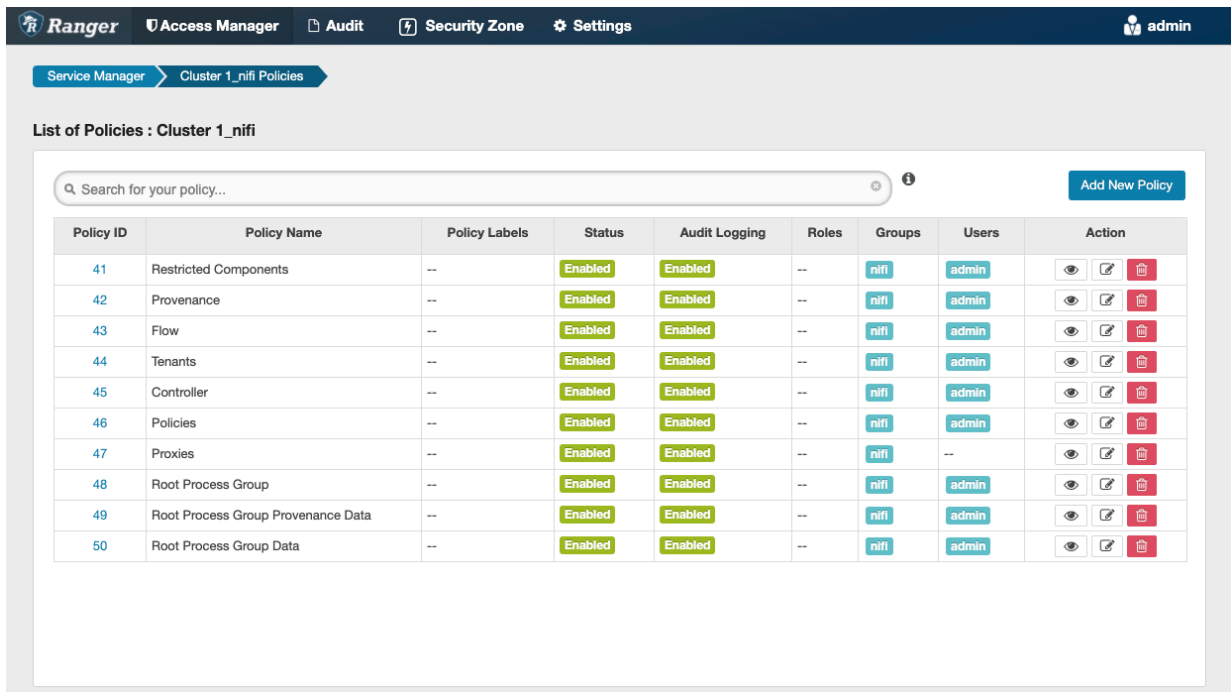 Ranger Access Manager Audit Security Zone Settings admin
Service Manager Cluster 1_nifi Policies
List of Policies : Cluster 1_nifi
Search for your policy... Add New Policy
Policy ID Policy Name Policy Labels Status Audit Logging Roles Groups Users Action
41 Restricted Components -- Enabled Enabled -- nifi admin
42 Provenance -- Enabled Enabled -- nifi admin
43 Flow -- Enabled Enabled -- nifi admin
44 Tenants -- Enabled Enabled -- nifi admin
45 Controller -- Enabled Enabled -- nifi admin
46 Policies -- Enabled Enabled -- nifi admin
47 Proxies -- Enabled Enabled -- nifi --
48 Root Process Group -- Enabled Enabled -- nifi admin
49 Root Process Group Provenance Data -- Enabled Enabled -- nifi admin
50 Root Process Group Data -- Enabled Enabled -- nifi admin